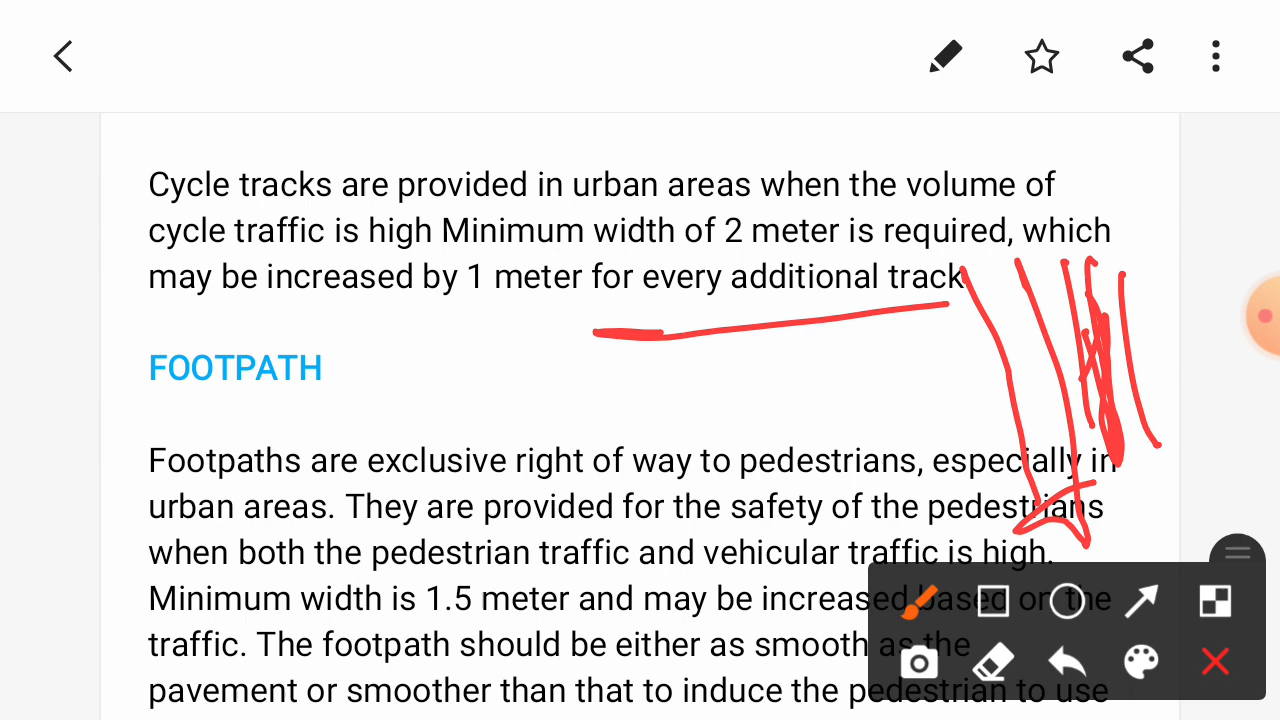 Cycle tracks are provided in urban areas when the volume of
cycle traffic is high Minimum width of 2 meter is required, which
may be increased by 1 meter for every additional track
FOOTPATH
Footpaths are exclusive right of way to pedestrians, especially in
urban areas. They are provided for the safety of the pedestrians
when both the pedestrian traffic and vehicular traffic is high.
Minimum width is 1.5 meter and may be increased based on the
traffic. The footpath should be either as smooth as the
pavement or smoother than that to induce the pedestrian to use